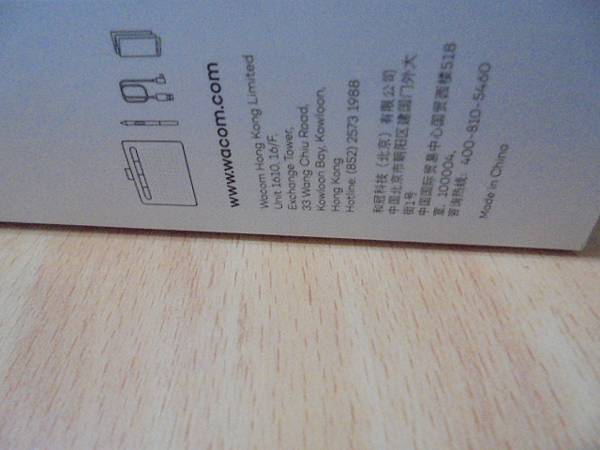 www.wacom.com
Wacom Hong Kong Limited
Unit 1610, 16/F,
Exchange Tower,
33 Wang Chiu Road,
Kowloon Bay, Kowloon,
Hong Kong
Hotline: (852) 2573 1988
和冠科技（北京）有限公司
中国北京市朝阳区建国门外大
街1号
中国国际贸易中心国贸西楼518
室, 100004,
咨询热线: 400-810-5460
Made in China